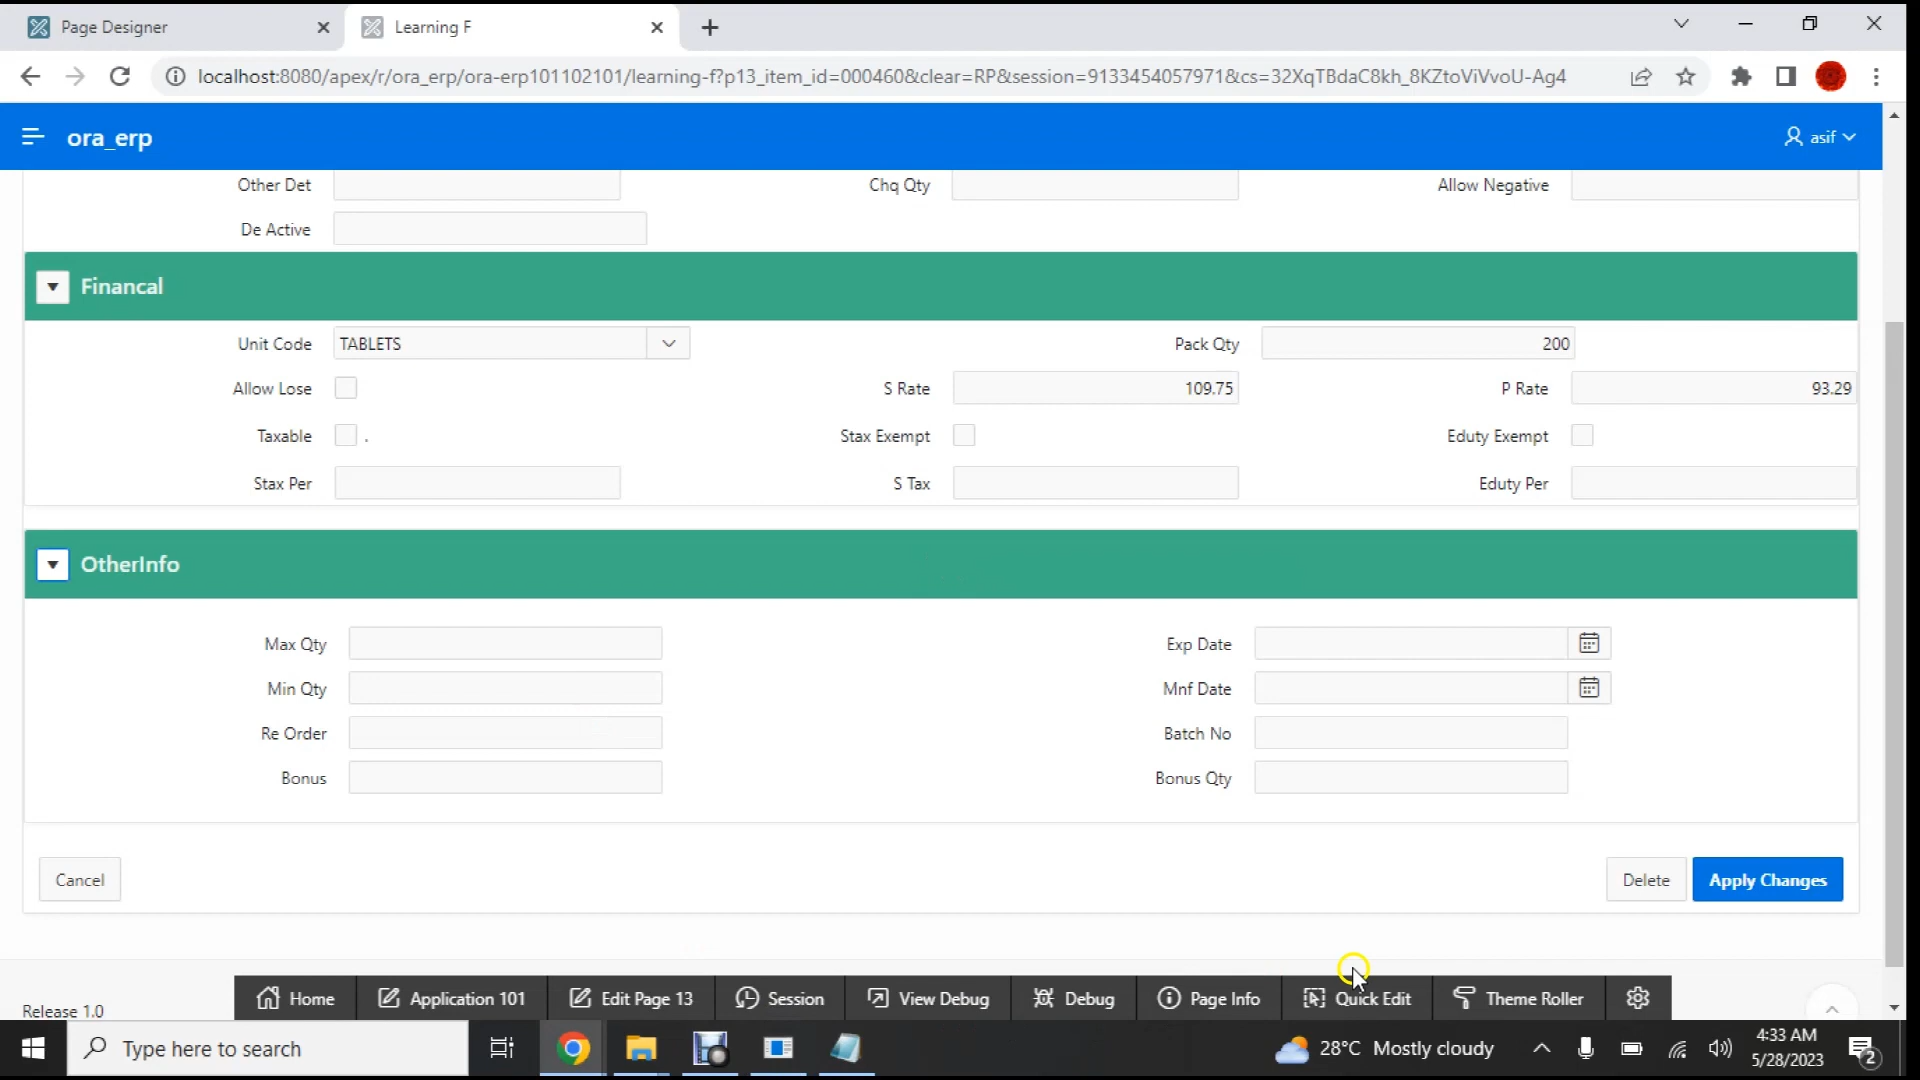 Page Designer
Learning F
localhost:8080/apex/r/ora_erp/ora-erp101102101/learning-f?p13_item_id=000460&clear=RP&session=9133454057971&cs=32XqTBdaC8kh_8KZtoViVvoU-Ag4
ora_erp
asif
Other Det
Chq Qty
Allow Negative
De Active
Financal
Unit Code TABLETS
Pack Qty 200
Allow Lose
S Rate 109.75
P Rate 93.29
Taxable .
Stax Exempt
Eduty Exempt
Stax Per
S Tax
Eduty Per
OtherInfo
Max Qty
Exp Date
Min Qty
Mnf Date
Re Order
Batch No
Bonus
Bonus Qty
Cancel
Delete
Apply Changes
Release 1.0
Home
Application 101
Edit Page 13
Session
View Debug
Debug
Page Info
Quick Edit
Theme Roller
Type here to search
28°C Mostly cloudy
4:33 AM
5/28/2023
2